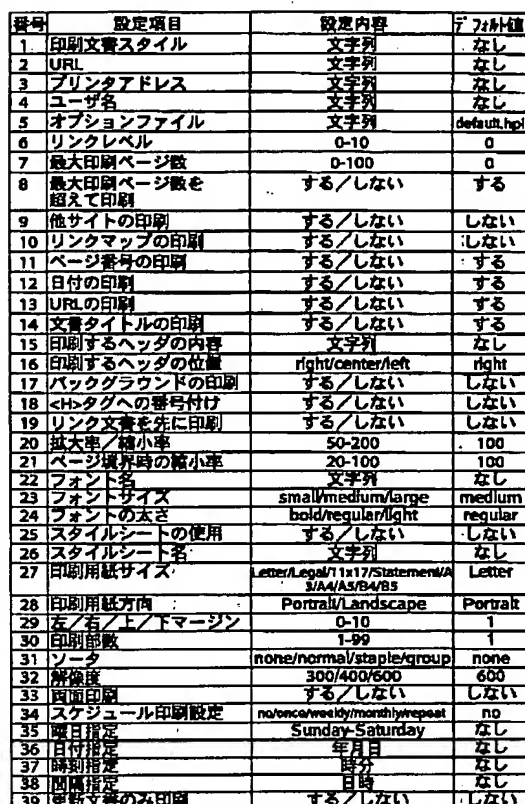 番号 設定項目 設定内容 デフォルト値
1 印刷文書スタイル 文字列 なし
2 URL 文字列 なし
3 プリンタアドレス 文字列 なし
4 ユーザ名 文字列 なし
5 オプションファイル 文字列 default.hpl
6 リンクレベル 0-10 0
7 最大印刷ページ数 0-100 0
8 最大印刷ページ数を する/しない する
超えて印刷
9 他サイトの印刷 する/しない しない
10 リンクマップの印刷 する/しない しない
11 ページ番号の印刷 する/しない する
12 日付の印刷 する/しない する
13 URLの印刷 する/しない する
14 文書タイトルの印刷 する/しない する
15 印刷するヘッダの内容 文字列 なし
16 印刷するヘッダの位置 right/center/left right
17 バックグラウンドの印刷 する/しない しない
18 <H>タグへの番号付け する/しない しない
19 リンク文書を先に印刷 する/しない しない
20 拡大率/縮小率 50-200 100
21 ページ境界時の縮小率 20-100 100
22 フォント名 文字列 なし
23 フォントサイズ small/medium/large medium
24 フォントの太さ bold/regular/light regular
25 スタイルシートの使用 する/しない しない
26 スタイルシート名 文字列 なし
27 印刷用紙サイズ Letter/Legal/11x17/Statement/A Letter
3/A4/A5/B4/B5
28 印刷用紙方向 Portrait/Landscape Portrait
29 左/右/上/下マージン 0-10 1
30 印刷部数 1-99 1
31 ソータ none/normal/staple/group none
32 解像度 300/400/600 600
33 両面印刷 する/しない しない
34 スケジュール印刷設定 no/once/weekly/monthly/repeat no
35 曜日指定 Sunday-Saturday なし
36 日付指定 年月日 なし
37 時刻指定 時分 なし
38 間隔指定 日時 なし
39 更新文書のみ印刷 する/しない しない